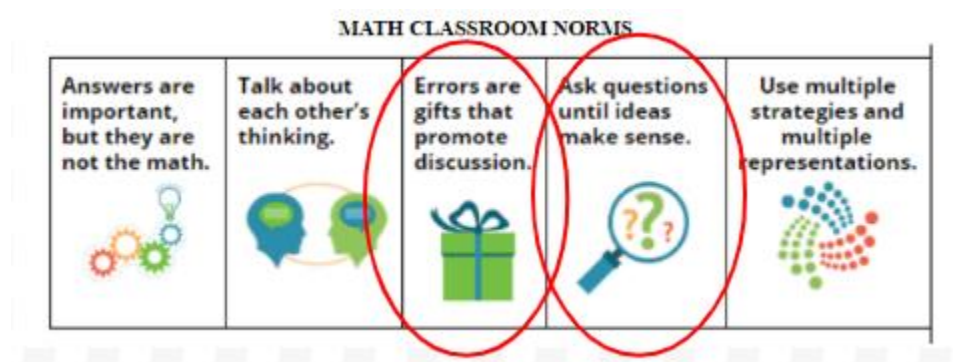 MATH CLASSROOM NORMS
Answers are
important,
but they are
not the math.
Talk about
each other's
thinking.
Errors are
gifts that
promote
discussion.
Ask questions
until ideas
make sense.
Use multiple
strategies and
multiple
representations.
???